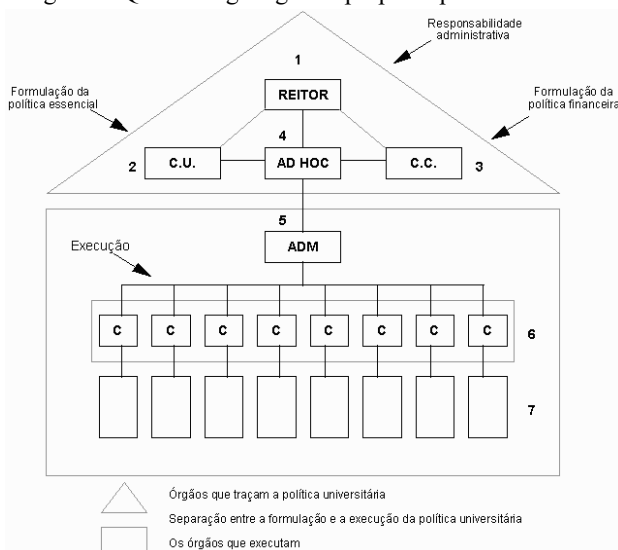 Responsabilidade
administrativa
1
Formulação da
política essencial
Formulação da
política financeira
REITOR
4
2
C.U.
AD HOC
C.C.
3
5
Execução
ADM
C C C C C C C C
6
7
Órgãos que traçam a política universitária
Separação entre a formulação e a execução da política universitária
Os órgãos que executam